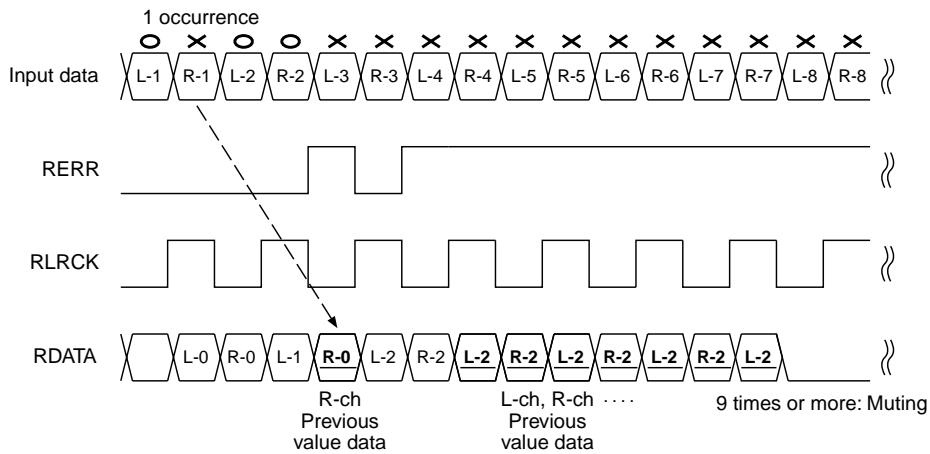 1 occurrence
O X O O X X X X X X X X X X X X
Input data L-1 R-1 L-2 R-2 L-3 R-3 L-4 R-4 L-5 R-5 L-6 R-6 L-7 R-7 L-8 R-8
RERR
RLRCK
RDATA L-0 R-0 L-1 R-0 L-2 R-2 L-2 R-2 L-2 R-2 L-2 R-2 L-2
R-ch
Previous
value data
L-ch, R-ch ····
Previous
value data
9 times or more: Muting